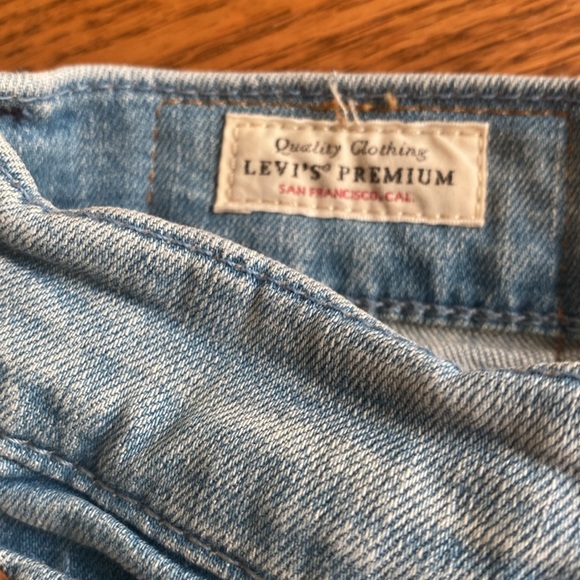 Quality Clothing
LEVI'S® PREMIUM
SAN FRANCISCO, CAL.